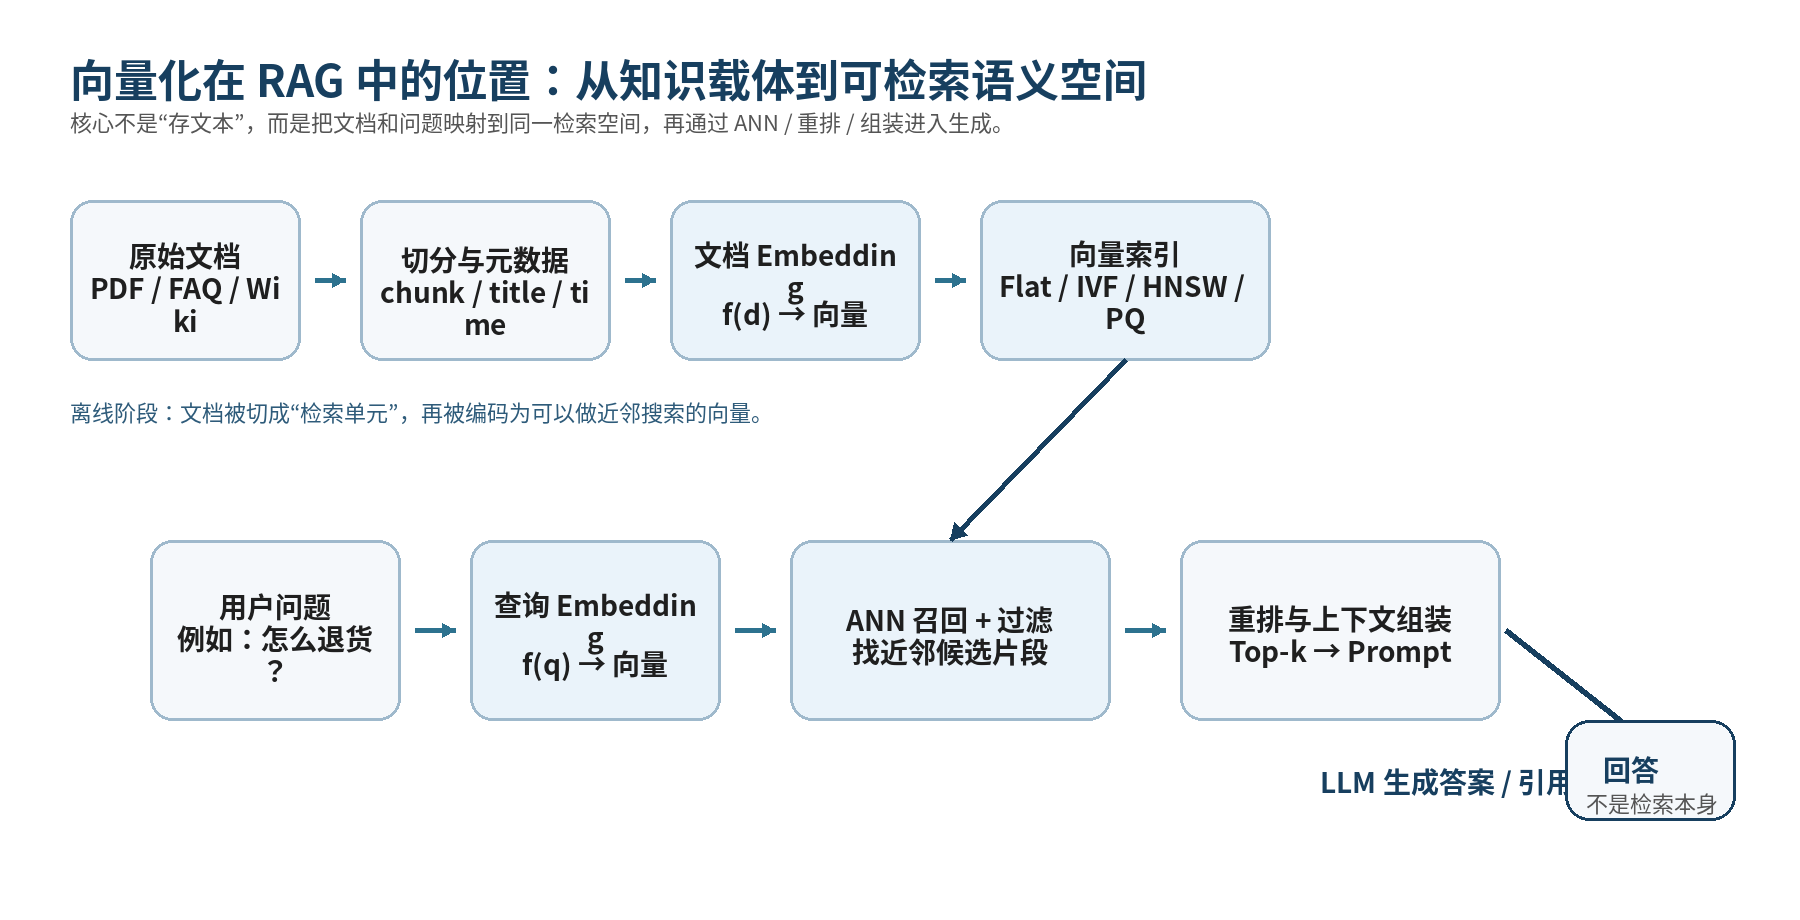 向量化在 RAG 中的位置：从知识载体到可检索语义空间
核心不是“存文本”，而是把文档和问题映射到同一检索空间，再通过 ANN / 重排 / 组装进入生成。
原始文档
PDF / FAQ / Wi
ki
切分与元数据
chunk / title / ti
me
文档 Embeddin
g
f(d) → 向量
向量索引
Flat / IVF / HNSW /
PQ
离线阶段：文档被切成“检索单元”，再被编码为可以做近邻搜索的向量。
用户问题
例如：怎么退货
？
查询 Embeddin
g
f(q) → 向量
ANN 召回 + 过滤
找近邻候选片段
重排与上下文组装
Top-k → Prompt
LLM 生成答案 / 引用
回答
不是检索本身